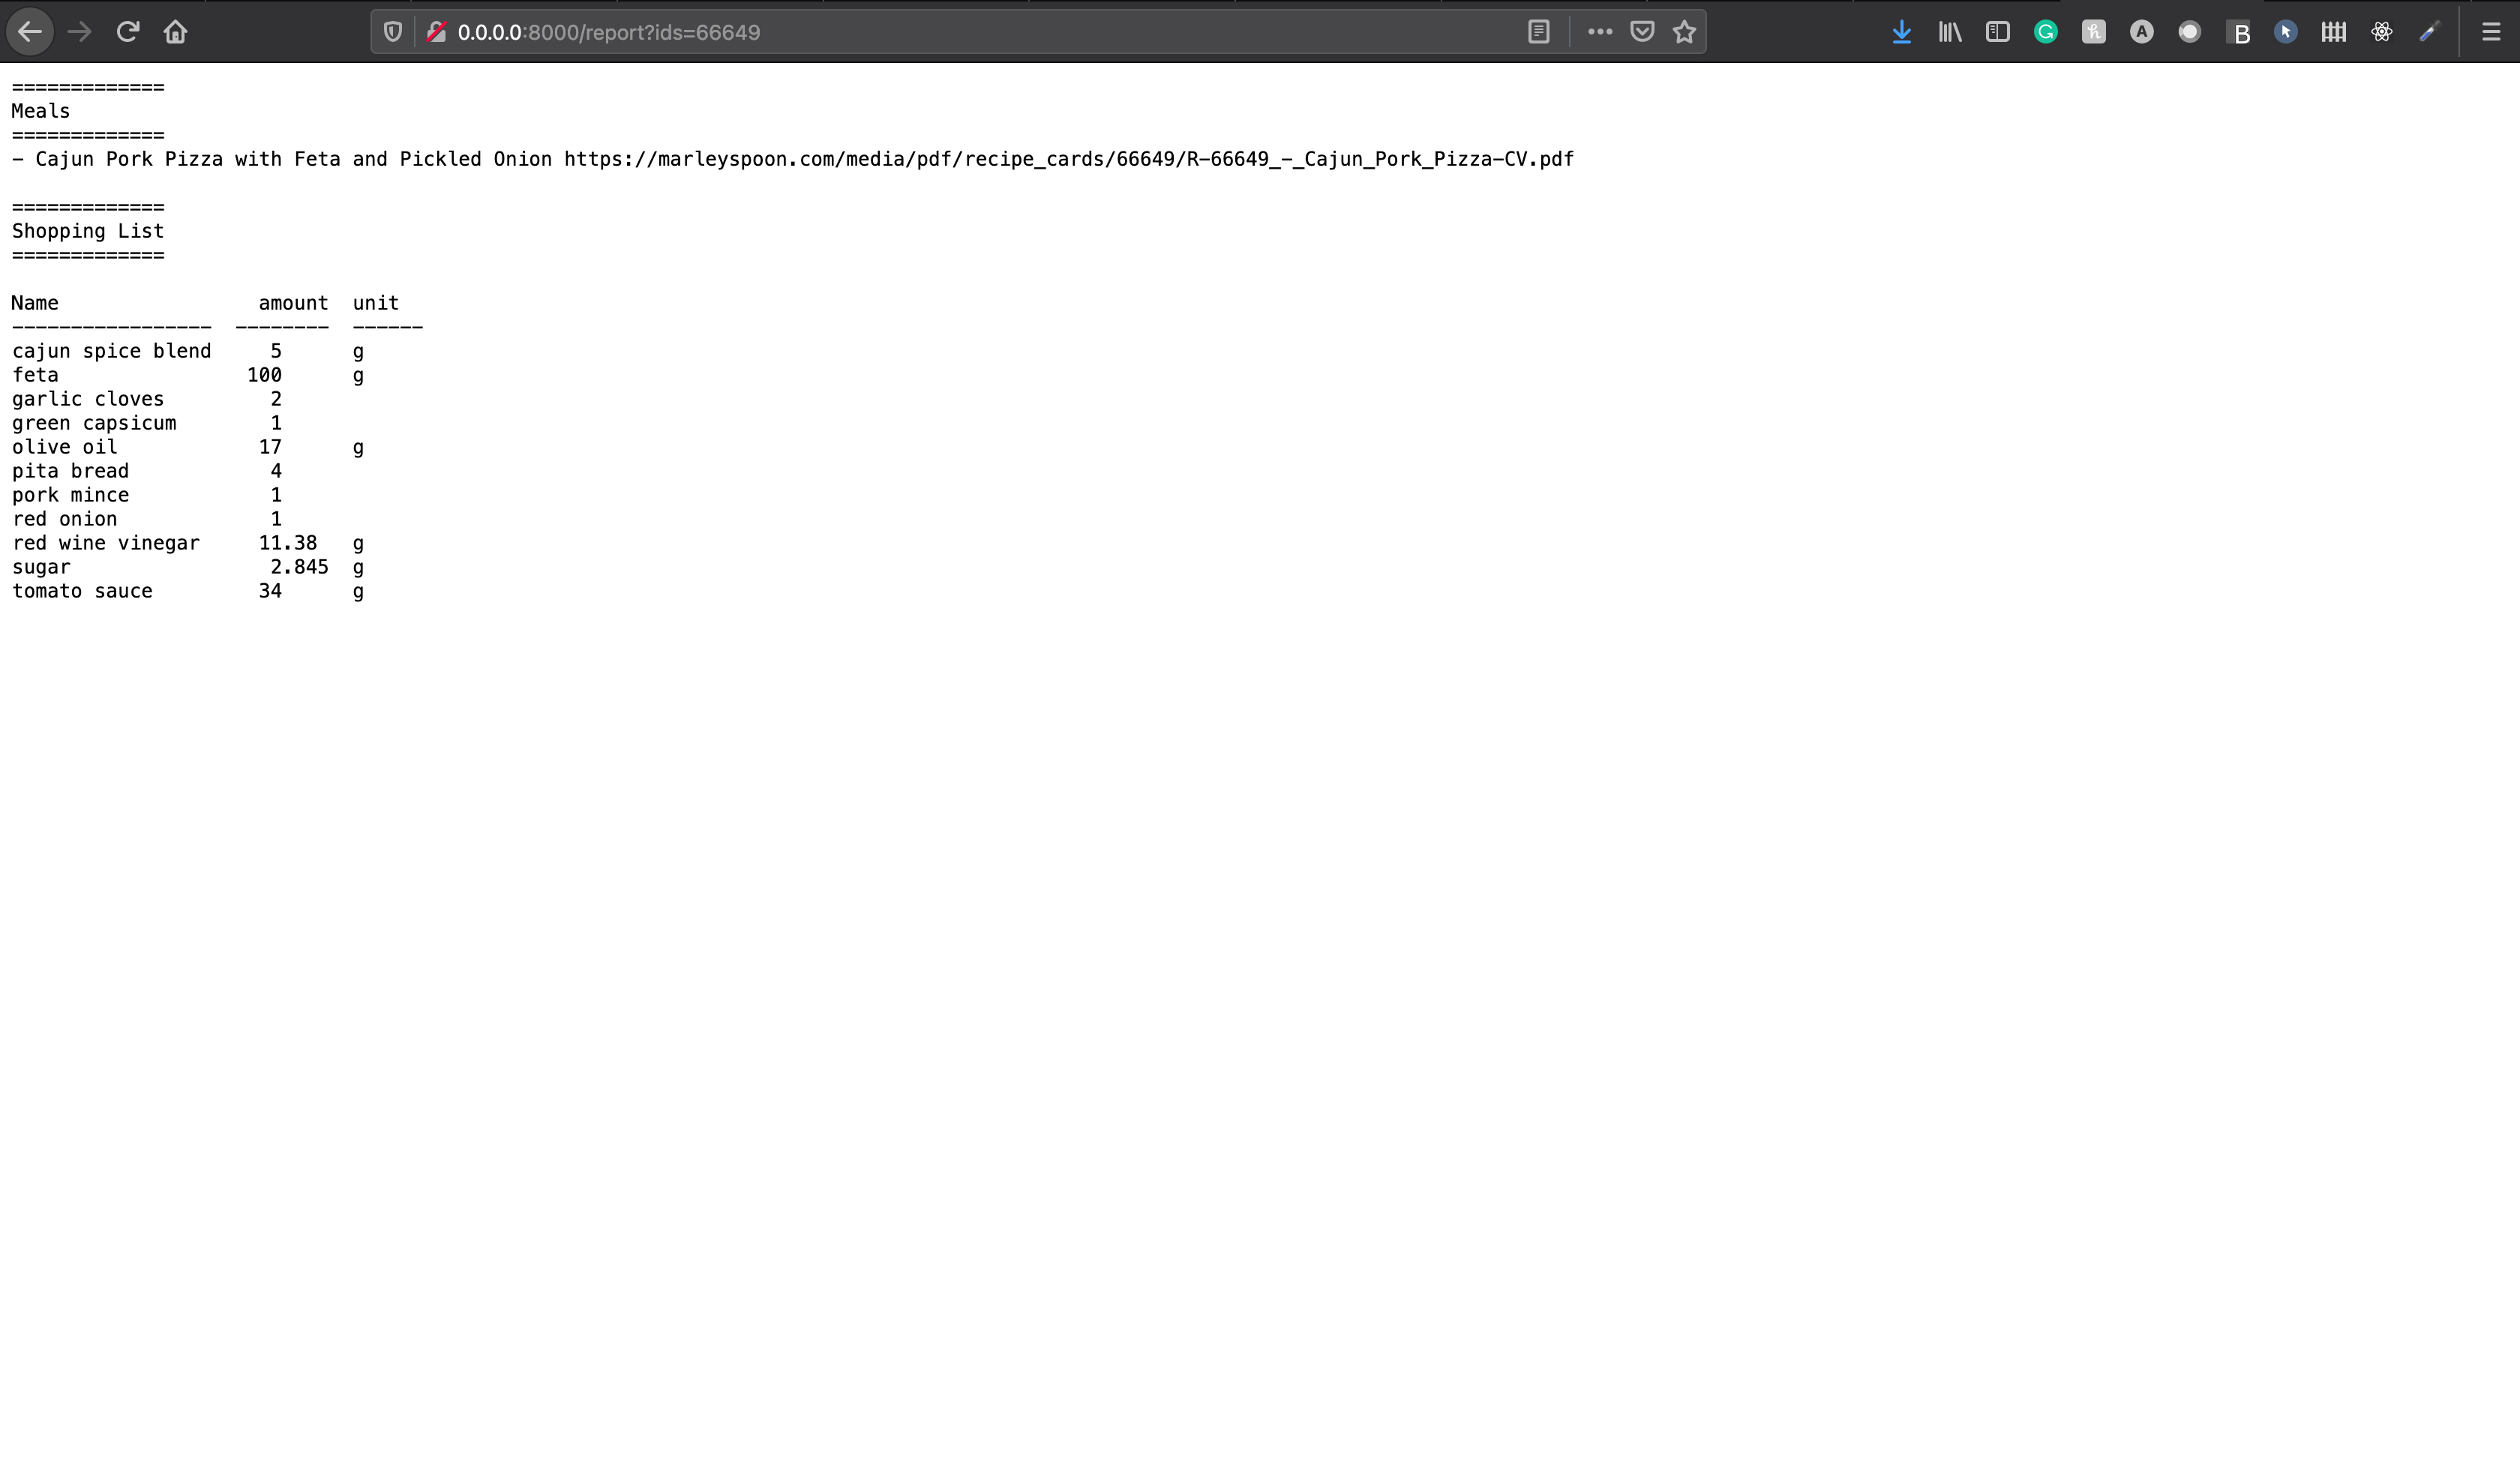 0.0.0.0:8000/report?ids=66649
=============
Meals
=============
- Cajun Pork Pizza with Feta and Pickled Onion https://marleyspoon.com/media/pdf/recipe_cards/66649/R-66649_-_Cajun_Pork_Pizza-CV.pdf
=============
Shopping List
=============
Name                 amount  unit
-----------------  --------  ------
cajun spice blend     5      g
feta                100      g
garlic cloves         2
green capsicum        1
olive oil            17      g
pita bread            4
pork mince            1
red onion             1
red wine vinegar     11.38   g
sugar                 2.845  g
tomato sauce         34      g